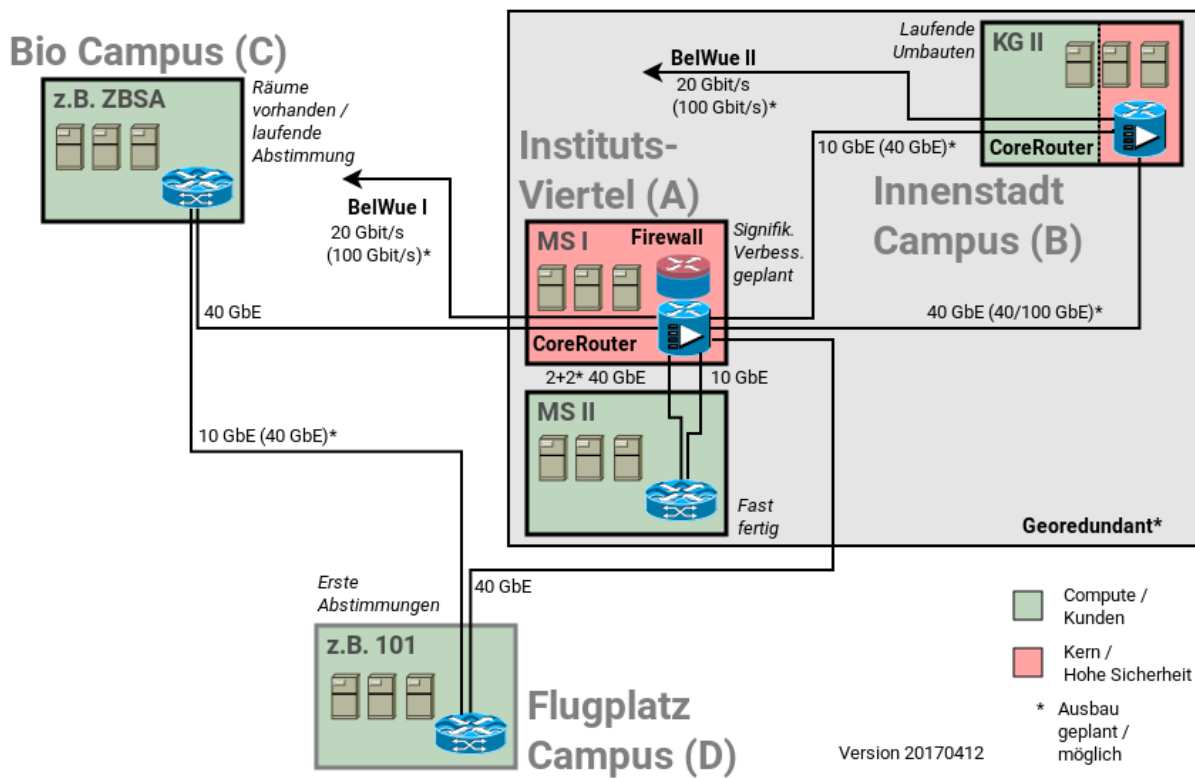 Bio Campus (C)
z.B. ZBSA
Räume
vorhanden /
laufende
Abstimmung
BelWue I
20 Gbit/s
(100 Gbit/s)*
40 GbE
10 GbE (40 GbE)*
Laufende
Umbauten
KG II
CoreRouter
BelWue II
20 Gbit/s
(100 Gbit/s)*
10 GbE (40 GbE)*
Instituts-
Viertel (A)
Innenstadt
Campus (B)
MS I
Firewall
Signifik.
Verbess.
geplant
CoreRouter
40 GbE (40/100 GbE)*
2+2* 40 GbE
10 GbE
MS II
Fast
fertig
Georedundant*
Erste
Abstimmungen
40 GbE
z.B. 101
Flugplatz
Campus (D)
Compute /
Kunden
Kern /
Hohe Sicherheit
* Ausbau
geplant /
möglich
Version 20170412